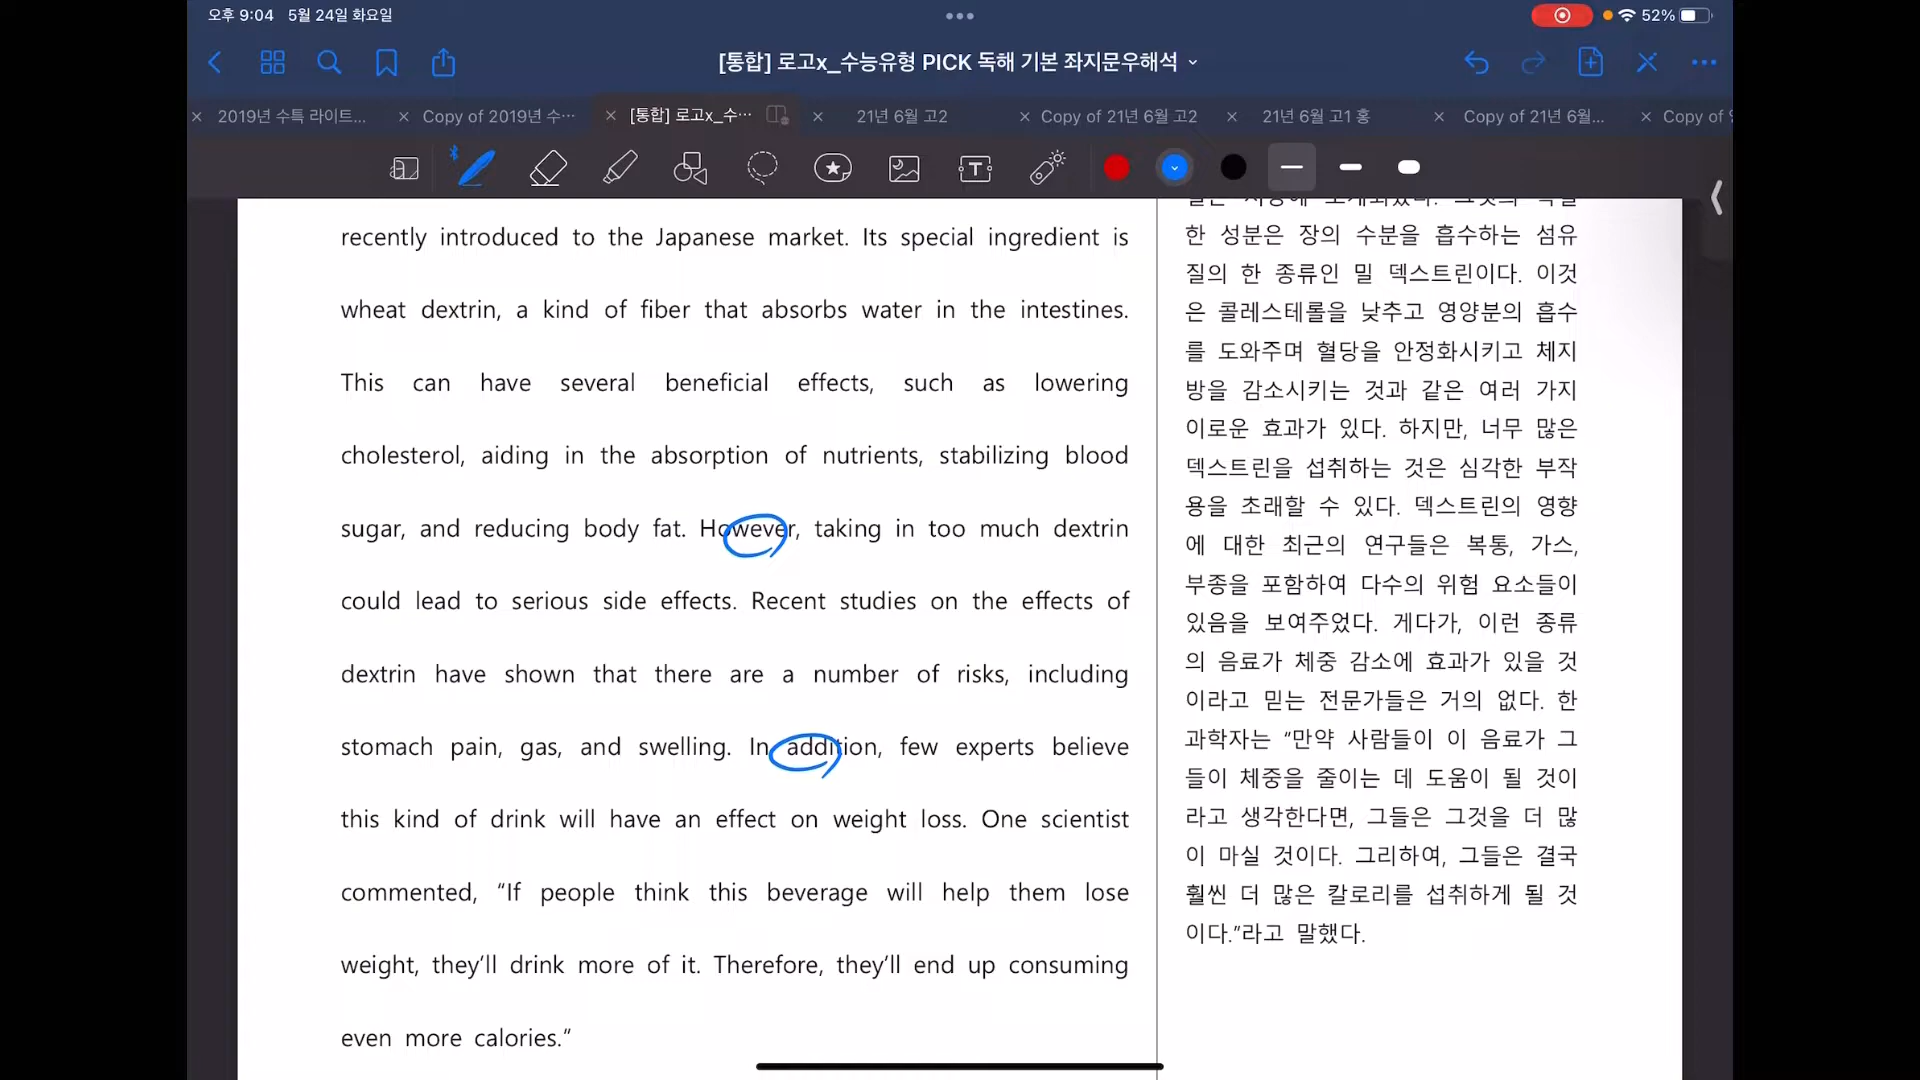 오후 9:04 5월 24일 화요일
52%
[통합] 로고x_수능유형 PICK 독해 기본 좌지문우해석
2019년 수특 라이트...
Copy of 2019년 수...
[통합] 로고x_수...
21년 6월 고2
Copy of 21년 6월 고2
21년 6월 고1 홍
Copy of 21년 6월...
Copy of
recently introduced to the Japanese market. Its special ingredient is
wheat dextrin, a kind of fiber that absorbs water in the intestines.
This can have several beneficial effects, such as lowering
cholesterol, aiding in the absorption of nutrients, stabilizing blood
sugar, and reducing body fat. However, taking in too much dextrin
could lead to serious side effects. Recent studies on the effects of
dextrin have shown that there are a number of risks, including
stomach pain, gas, and swelling. In addition, few experts believe
this kind of drink will have an effect on weight loss. One scientist
commented, “If people think this beverage will help them lose
weight, they’ll drink more of it. Therefore, they’ll end up consuming
even more calories.”
한 성분은 장의 수분을 흡수하는 섬유
질의 한 종류인 밀 덱스트린이다. 이것
은 콜레스테롤을 낮추고 영양분의 흡수
를 도와주며 혈당을 안정화시키고 체지
방을 감소시키는 것과 같은 여러 가지
이로운 효과가 있다. 하지만, 너무 많은
덱스트린을 섭취하는 것은 심각한 부작
용을 초래할 수 있다. 덱스트린의 영향
에 대한 최근의 연구들은 복통, 가스,
부종을 포함하여 다수의 위험 요소들이
있음을 보여주었다. 게다가, 이런 종류
의 음료가 체중 감소에 효과가 있을 것
이라고 믿는 전문가들은 거의 없다. 한
과학자는 “만약 사람들이 이 음료가 그
들이 체중을 줄이는 데 도움이 될 것이
라고 생각한다면, 그들은 그것을 더 많
이 마실 것이다. 그리하여, 그들은 결국
훨씬 더 많은 칼로리를 섭취하게 될 것
이다.”라고 말했다.